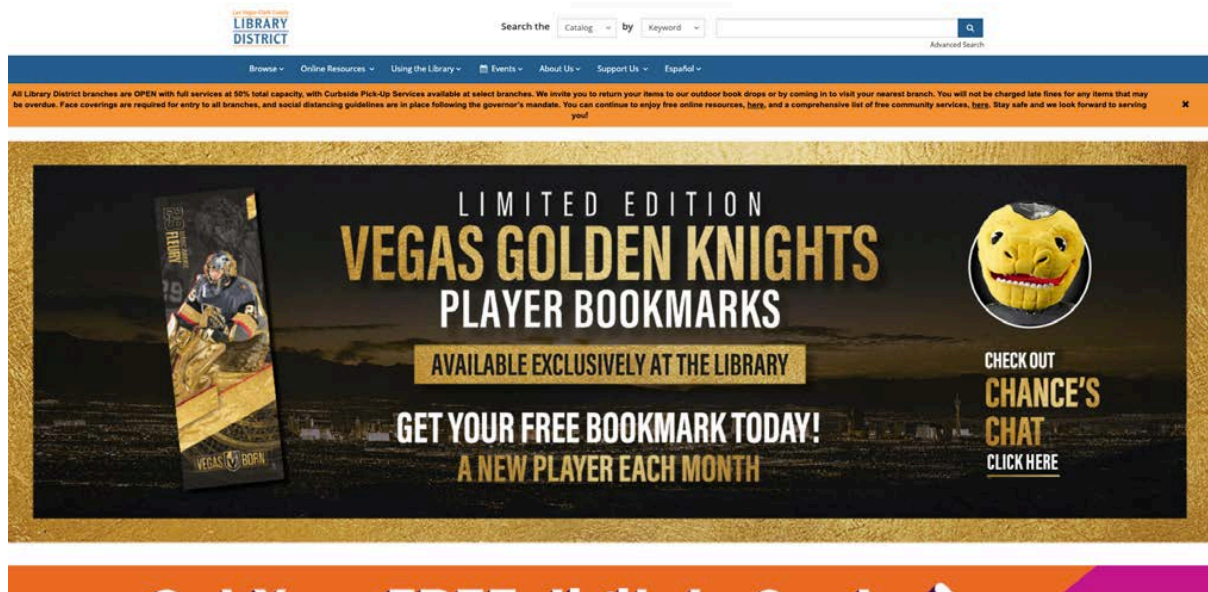 Las Vegas-Clark County
LIBRARY
DISTRICT
Search the Catalog by Keyword
Advanced Search
Browse Online Resources Using the Library Events About Us Support Us Español
All Library District branches are OPEN with full services at 50% total capacity, with Curbside Pick-Up Services available at select branches. We invite you to return your items to our outdoor book drops or by coming in to visit your nearest branch. You will not be charged late fines for any items that may
be overdue. Face coverings are required for entry to all branches, and social distancing guidelines are in place following the governor's mandate. You can continue to enjoy free online resources, here, and a comprehensive list of free community services, here. Stay safe and we look forward to serving
you!
LIMITED EDITION
VEGAS GOLDEN KNIGHTS
PLAYER BOOKMARKS
AVAILABLE EXCLUSIVELY AT THE LIBRARY
GET YOUR FREE BOOKMARK TODAY!
A NEW PLAYER EACH MONTH
29
FLEURY
VEGAS BORN
CHECK OUT
CHANCE'S
CHAT
CLICK HERE